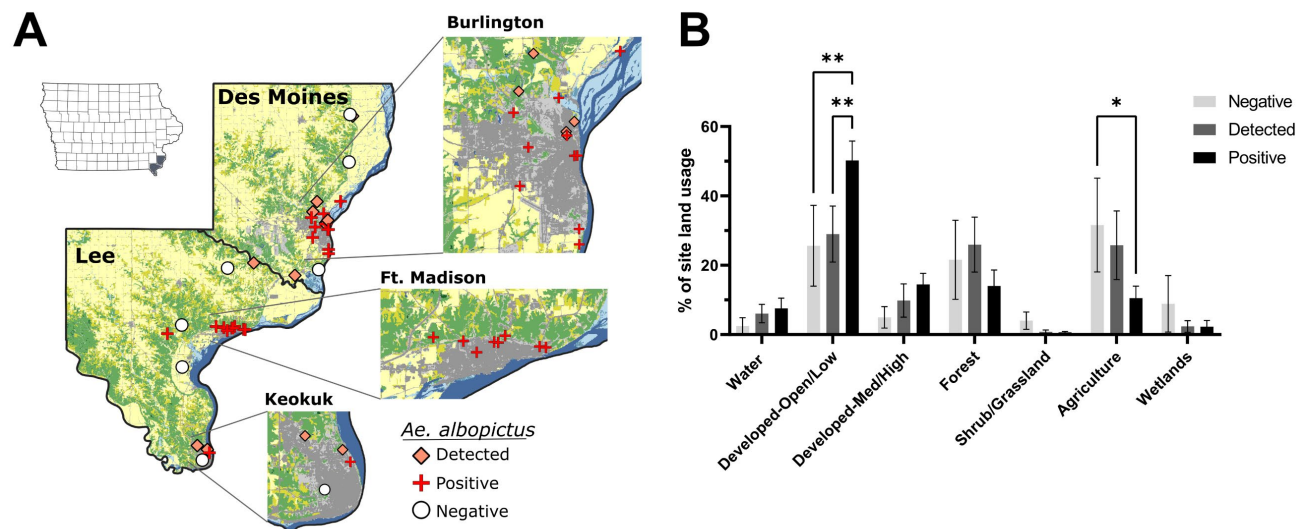 A
Burlington
Des Moines
Lee
Ft. Madison
Keokuk
Ae. albopictus
Detected
Positive
Negative
B
% of site land usage
60
40
20
0
**
**
*
Negative
Detected
Positive
Water
Developed-Open/Low
Developed-Med/High
Forest
Shrub/Grassland
Agriculture
Wetlands